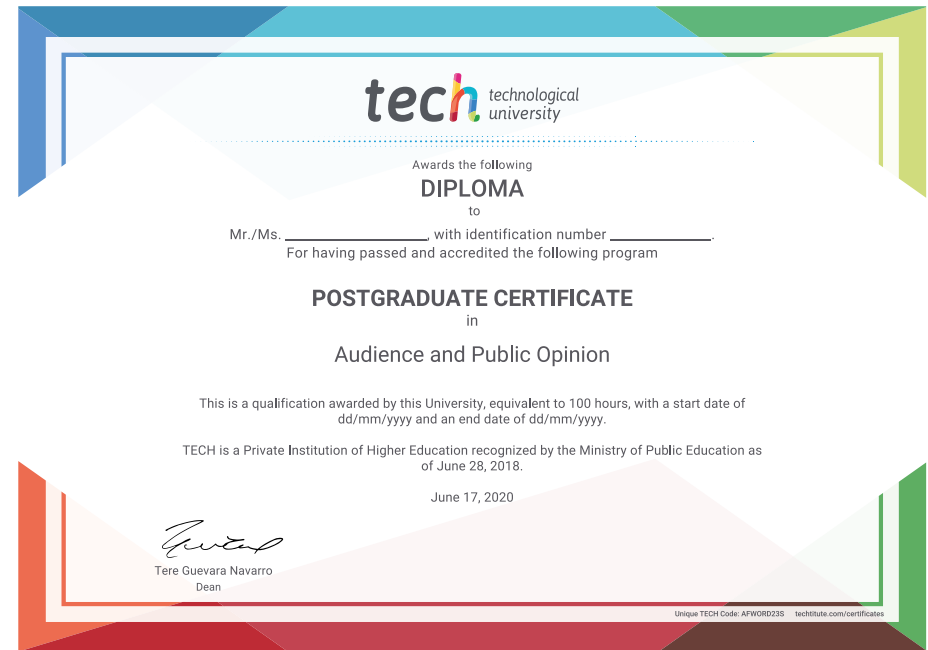 tech technological
university
Awards the following
DIPLOMA
to
Mr./Ms. ____________________, with identification number ______________.
For having passed and accredited the following program
POSTGRADUATE CERTIFICATE
in
Audience and Public Opinion
This is a qualification awarded by this University, equivalent to 100 hours, with a start date of
dd/mm/yyyy and an end date of dd/mm/yyyy.
TECH is a Private Institution of Higher Education recognized by the Ministry of Public Education as
of June 28, 2018.
June 17, 2020
Tere Guevara Navarro
Dean
Unique TECH Code: AFWORD23S techtitute.com/certificates